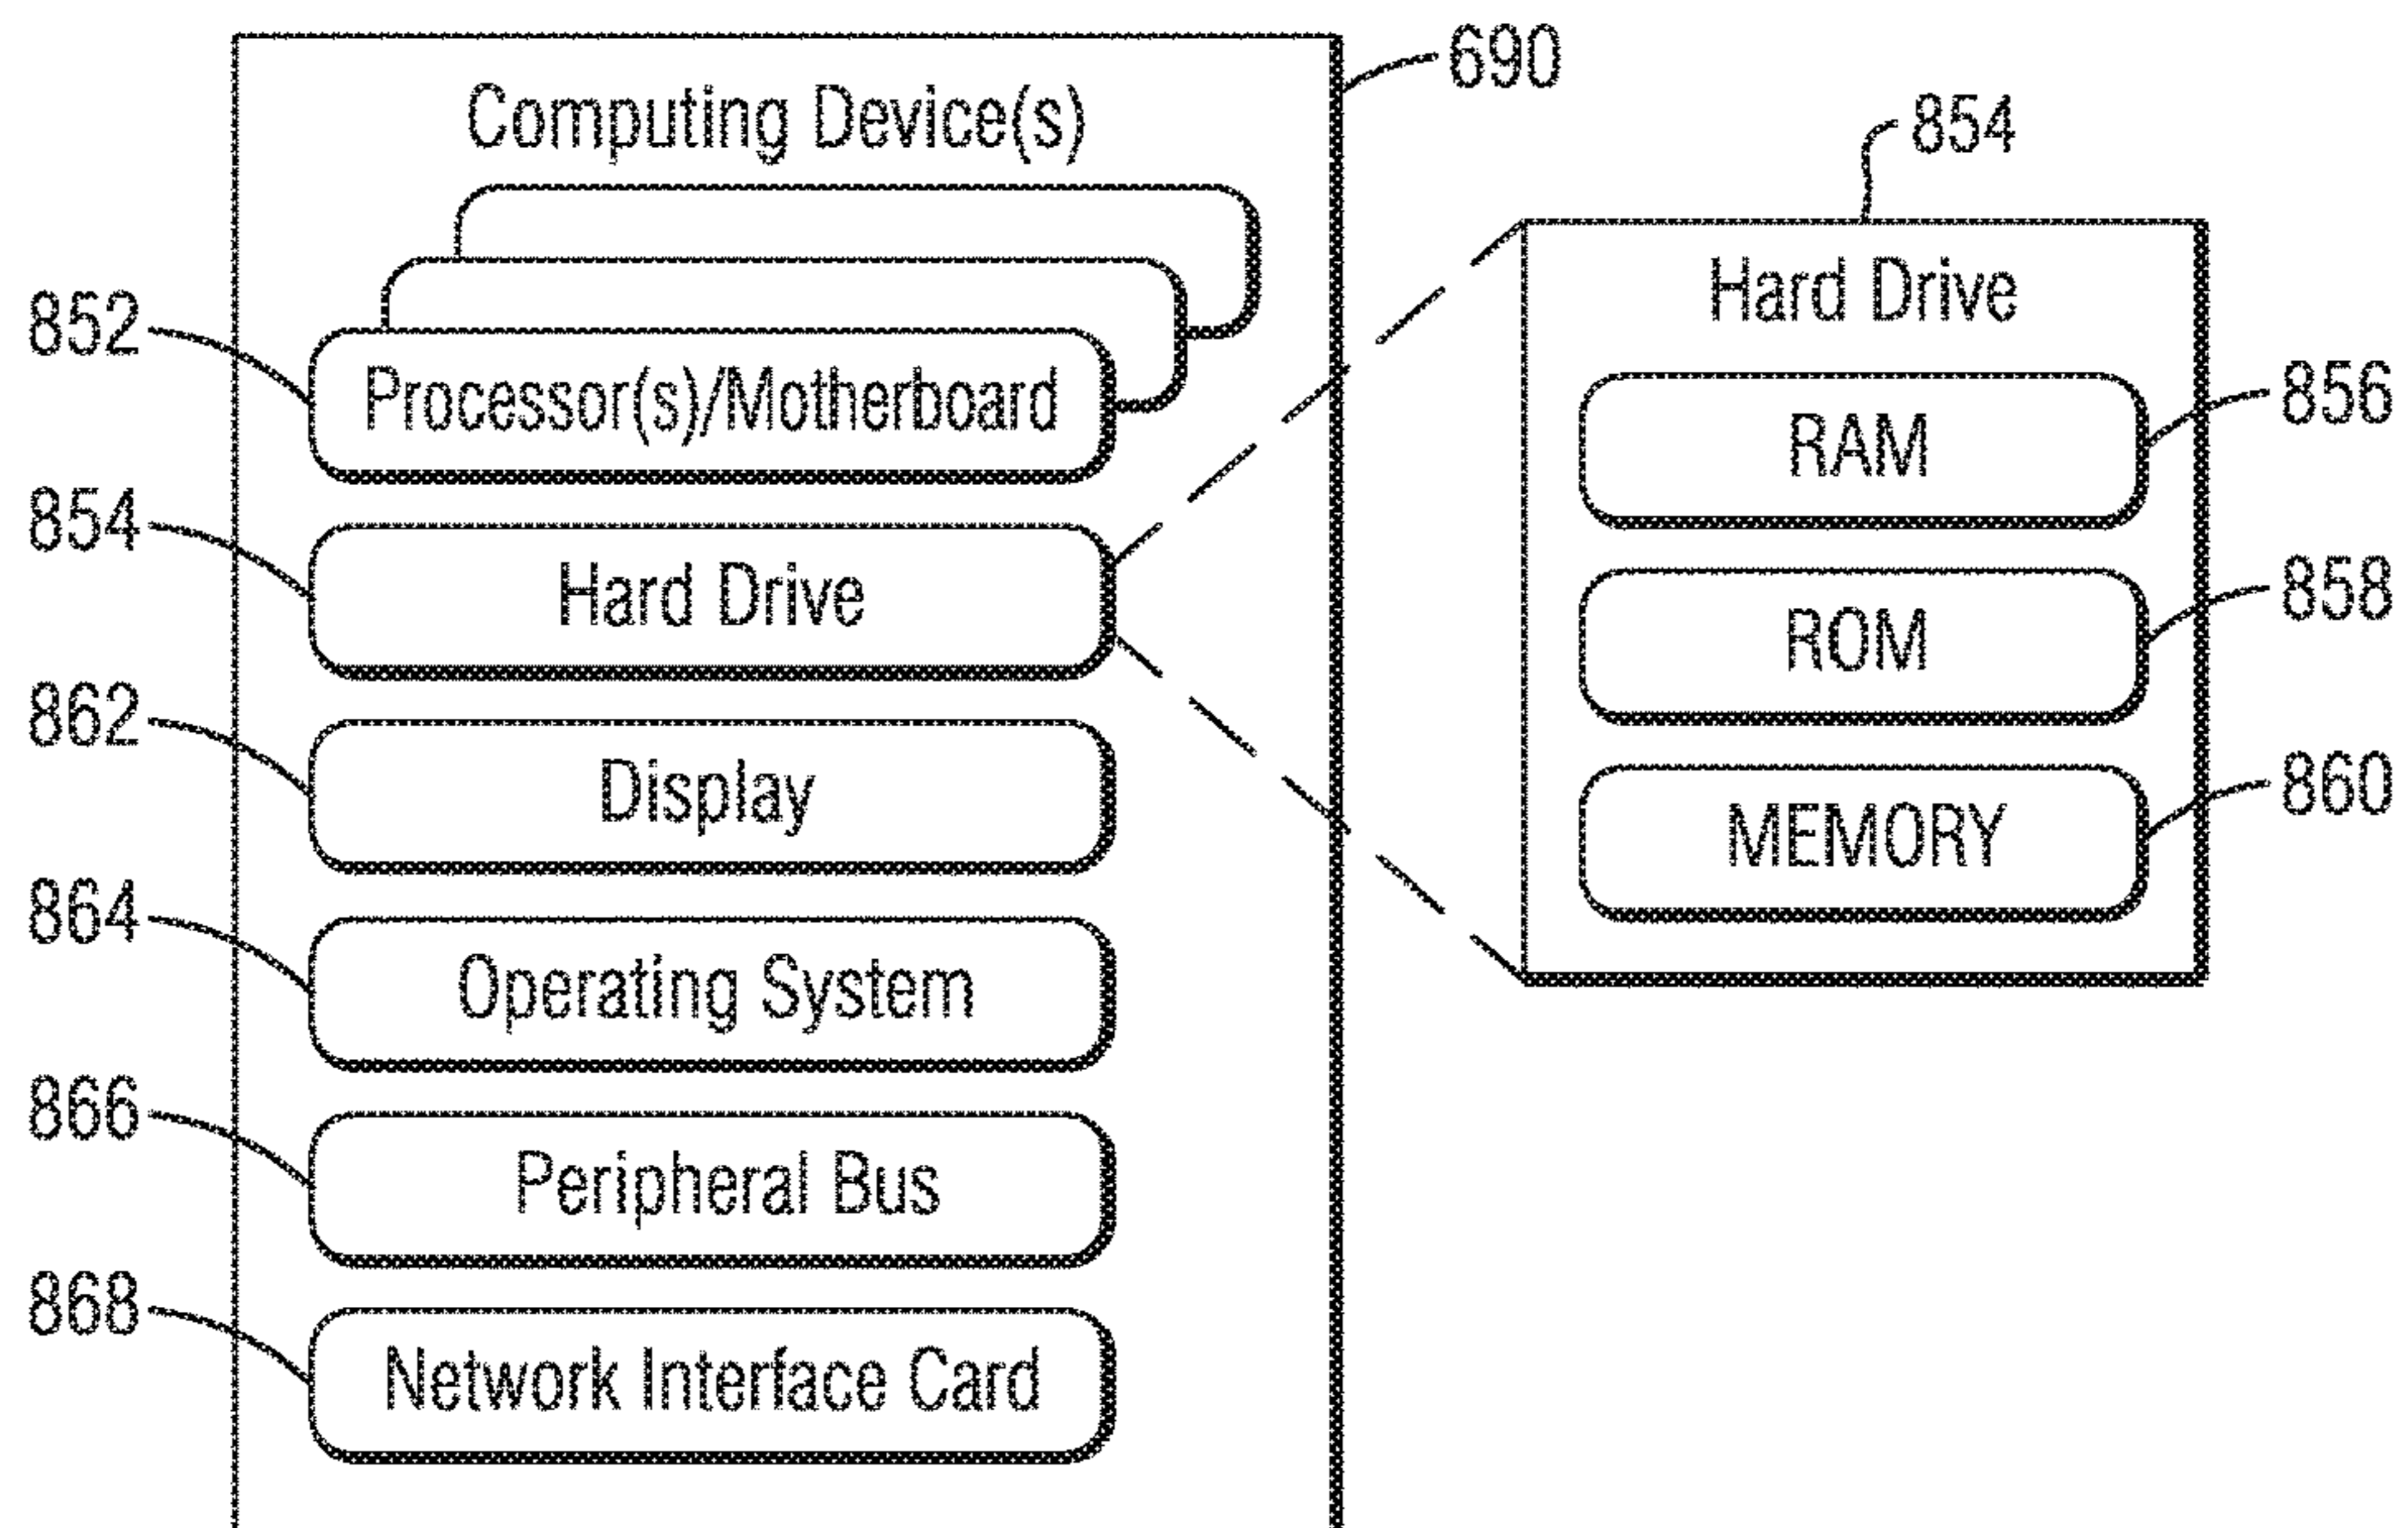 690
Computing Device(s)
854
Hard Drive
852
Processor(s)/Motherboard
RAM
856
854
Hard Drive
ROM
858
862
Display
MEMORY
860
864
Operating System
866
Peripheral Bus
868
Network Interface Card